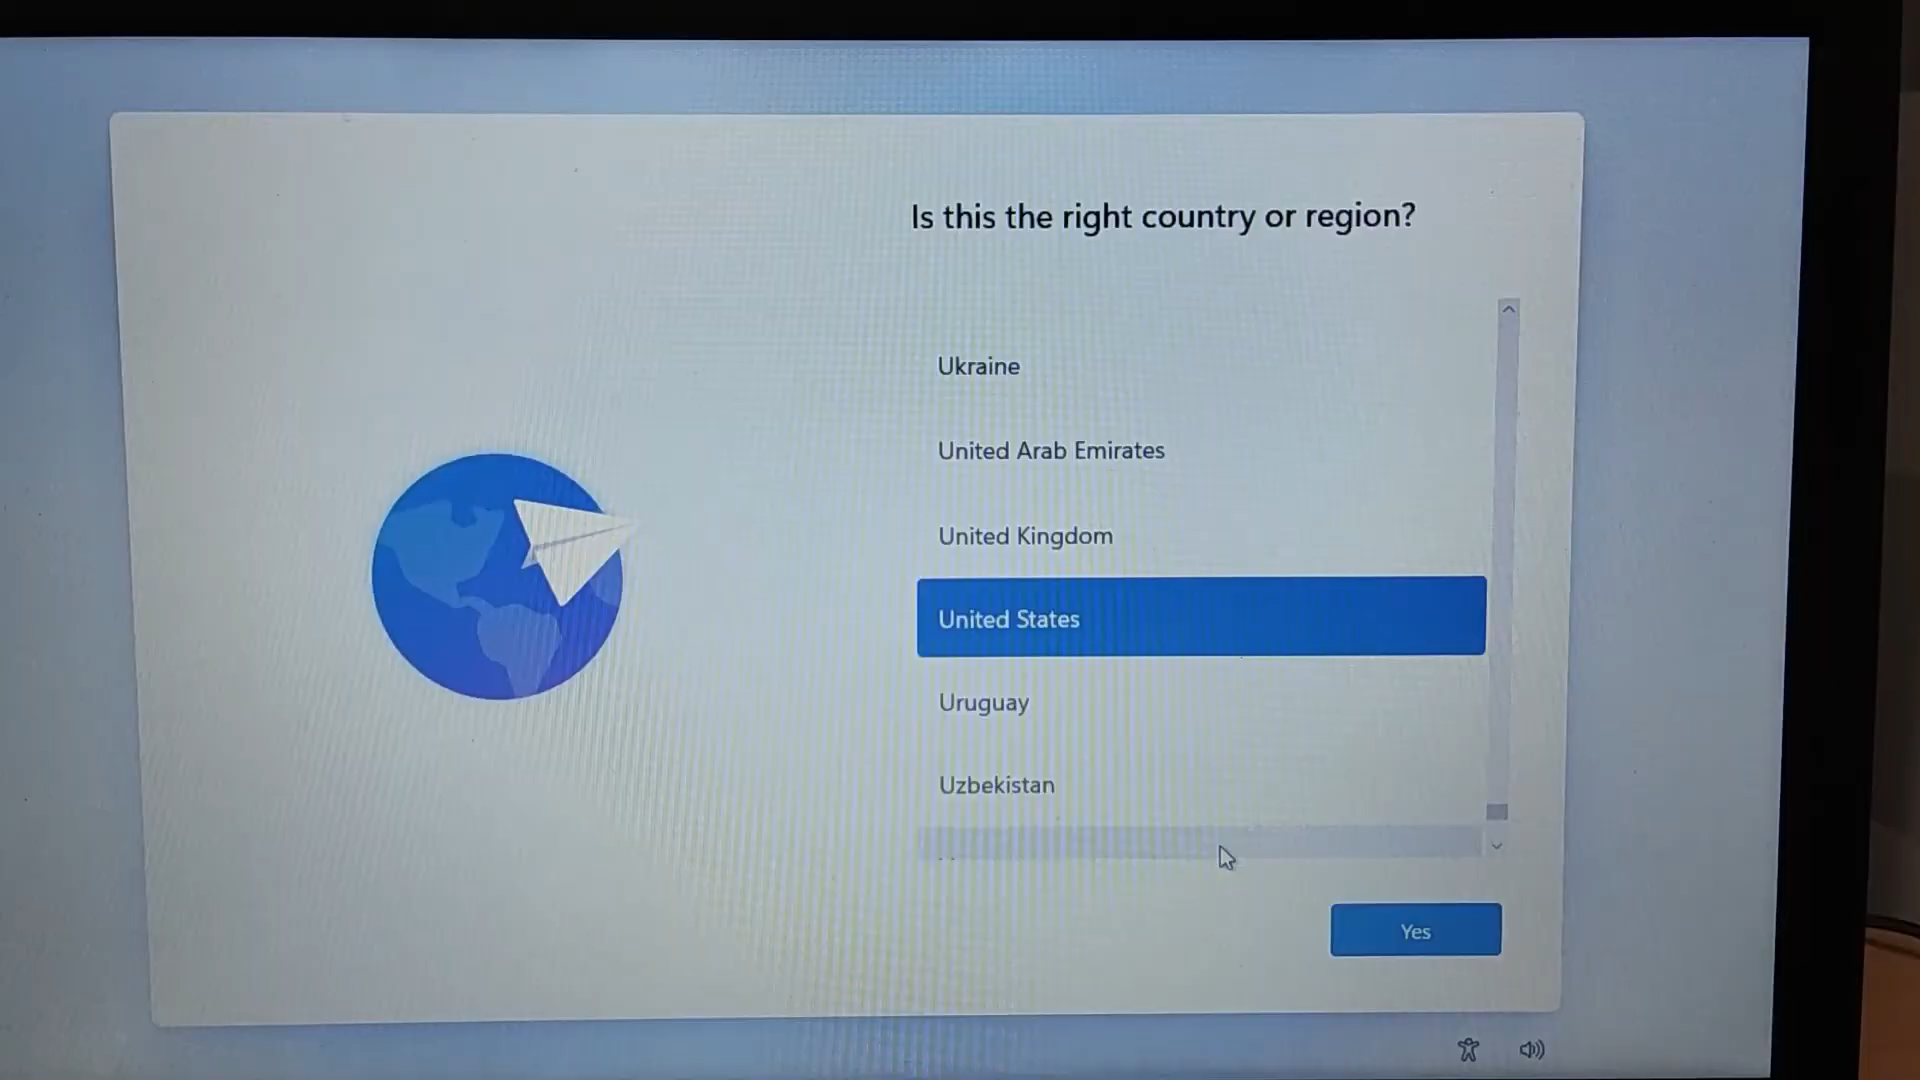 Is this the right country or region?
Ukraine
United Arab Emirates
United Kingdom
United States
Uruguay
Uzbekistan
Yes